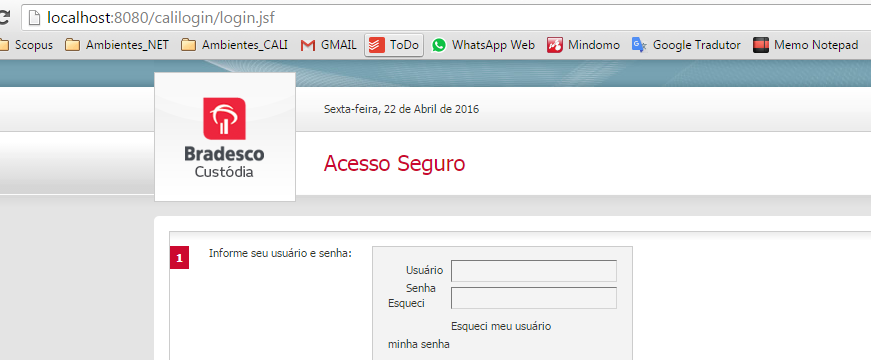 localhost:8080/calilogin/login.jsf
Scopus Ambientes_NET Ambientes_CALI GMAIL ToDo WhatsApp Web Mindomo Google Tradutor Memo Notepad
Sexta-feira, 22 de Abril de 2016
Bradesco
Custódia
Acesso Seguro
1 Informe seu usuário e senha:
Usuário
Senha
Esqueci
Esqueci meu usuário
minha senha